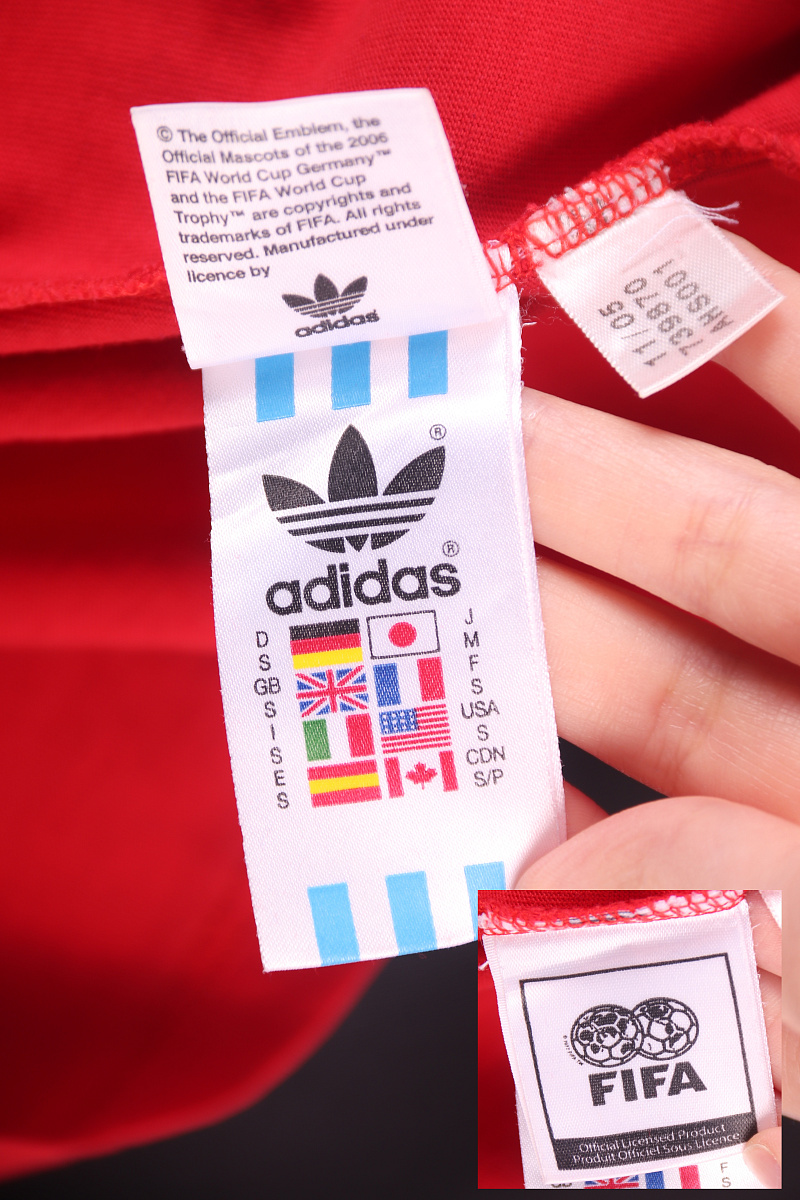 © The Official Emblem, the
Official Mascots of the 2006
FIFA World Cup Germany™
and the FIFA World Cup
Trophy™ are copyrights and
trademarks of FIFA. All rights
reserved. Manufactured under
licence by
adidas
11/05
739870
AHS001
®
®
adidas
D J
S M
GB F
S S
I USA
S S
E CDN
S S/P
FIFA
Official Licensed Product
Produit Officiel Sous Licence
F
GB S